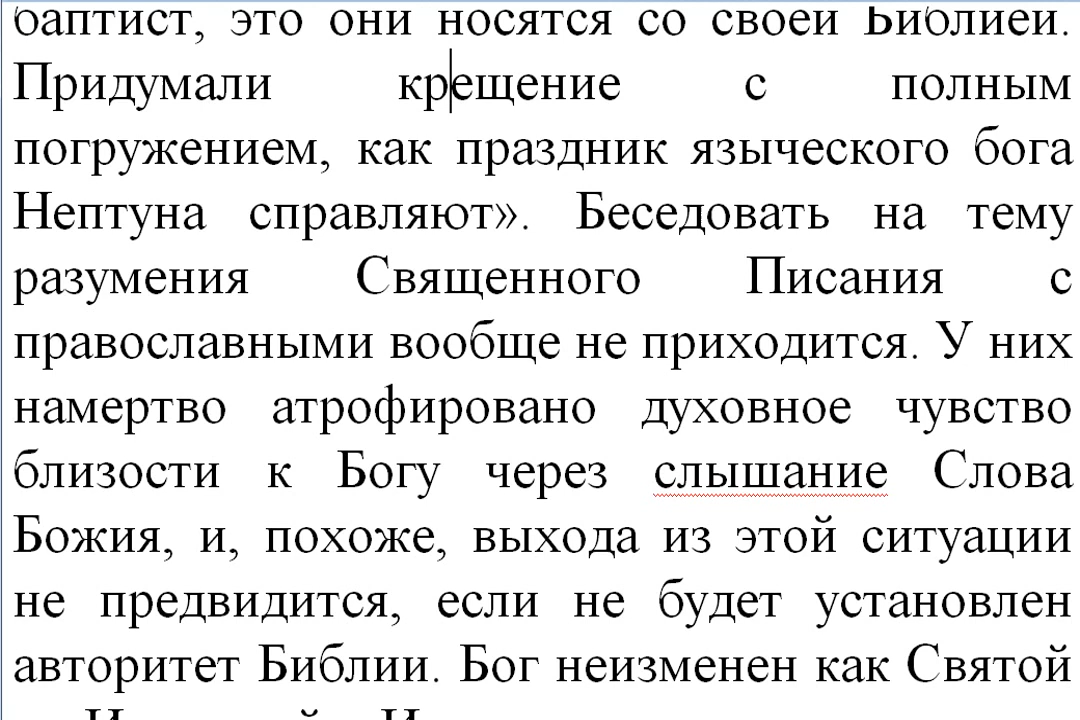 баптист, это они носятся со своей Библией.
Придумали крещение с полным
погружением, как праздник языческого бога
Нептуна справляют». Беседовать на тему
разумения Священного Писания с
православными вообще не приходится. У них
намертво атрофировано духовное чувство
близости к Богу через слышание Слова
Божия, и, похоже, выхода из этой ситуации
не предвидится, если не будет установлен
авторитет Библии. Бог неизменен как Святой